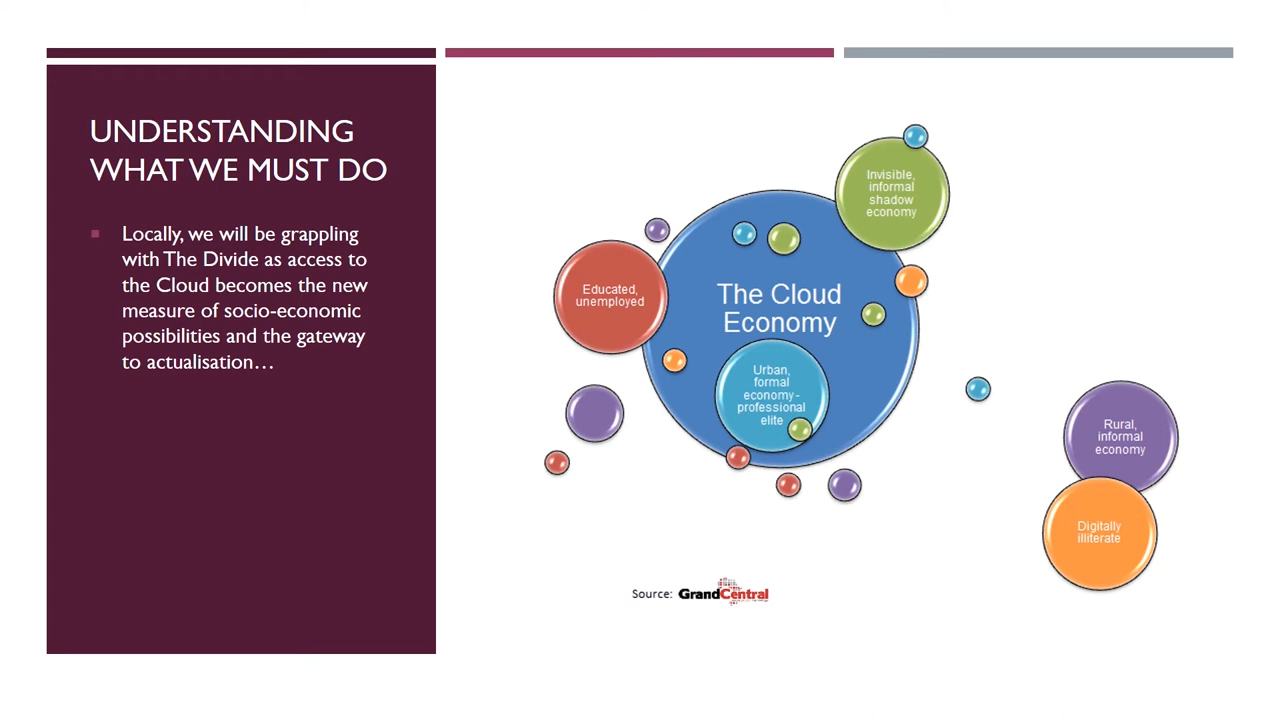 UNDERSTANDING
WHAT WE MUST DO
Locally, we will be grappling
with The Divide as access to
the Cloud becomes the new
measure of socio-economic
possibilities and the gateway
to actualisation…
Invisible,
informal
shadow
economy
Educated,
unemployed
The Cloud
Economy
Urban,
formal
economy-
professional
elite
Rural,
informal
economy
Digitally
illiterate
Source: GrandCentral